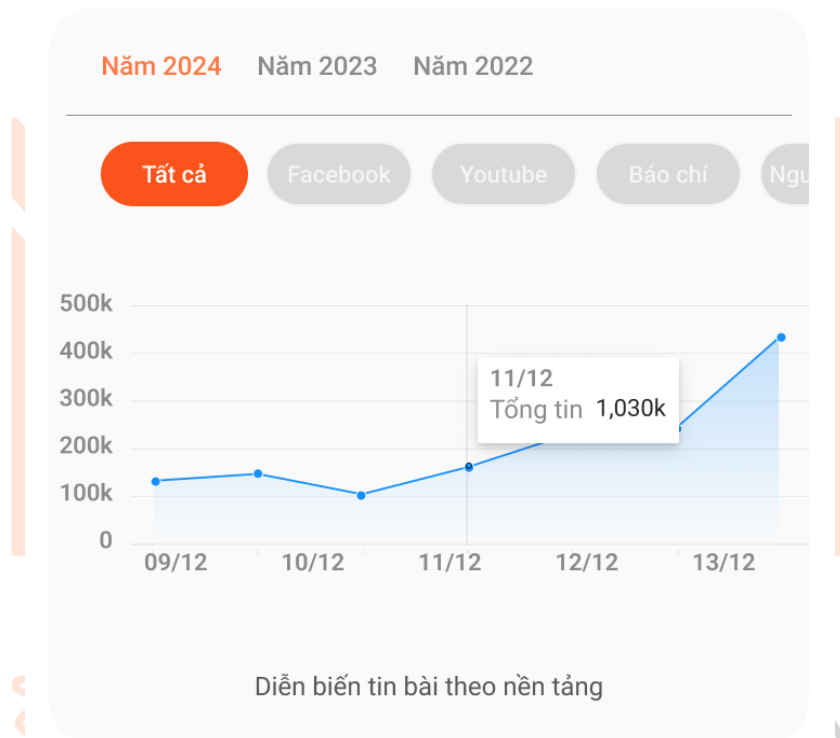 Năm 2024 Năm 2023 Năm 2022
Tất cả Facebook Youtube Báo chí Ngu
500k
400k
300k
200k
100k
0
11/12
Tổng tin 1,030k
09/12 10/12 11/12 12/12 13/12
Diễn biến tin bài theo nền tảng